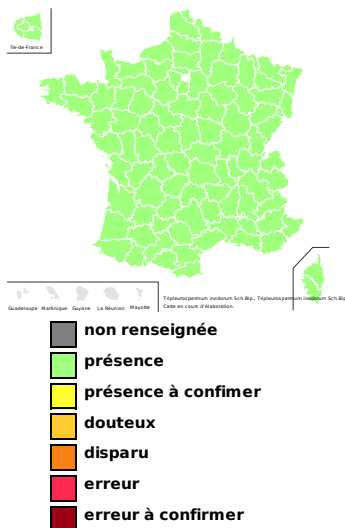 Île-de-France
Guadeloupe Martinique Guyane La Réunion Mayotte
Tripleurospermum inodorum Sch.Bip., Tripleurospermum inodorum Sch.Bip
Carte en cours d'élaboration.
non renseignée
présence
présence à confimer
douteux
disparu
erreur
erreur à confirmer